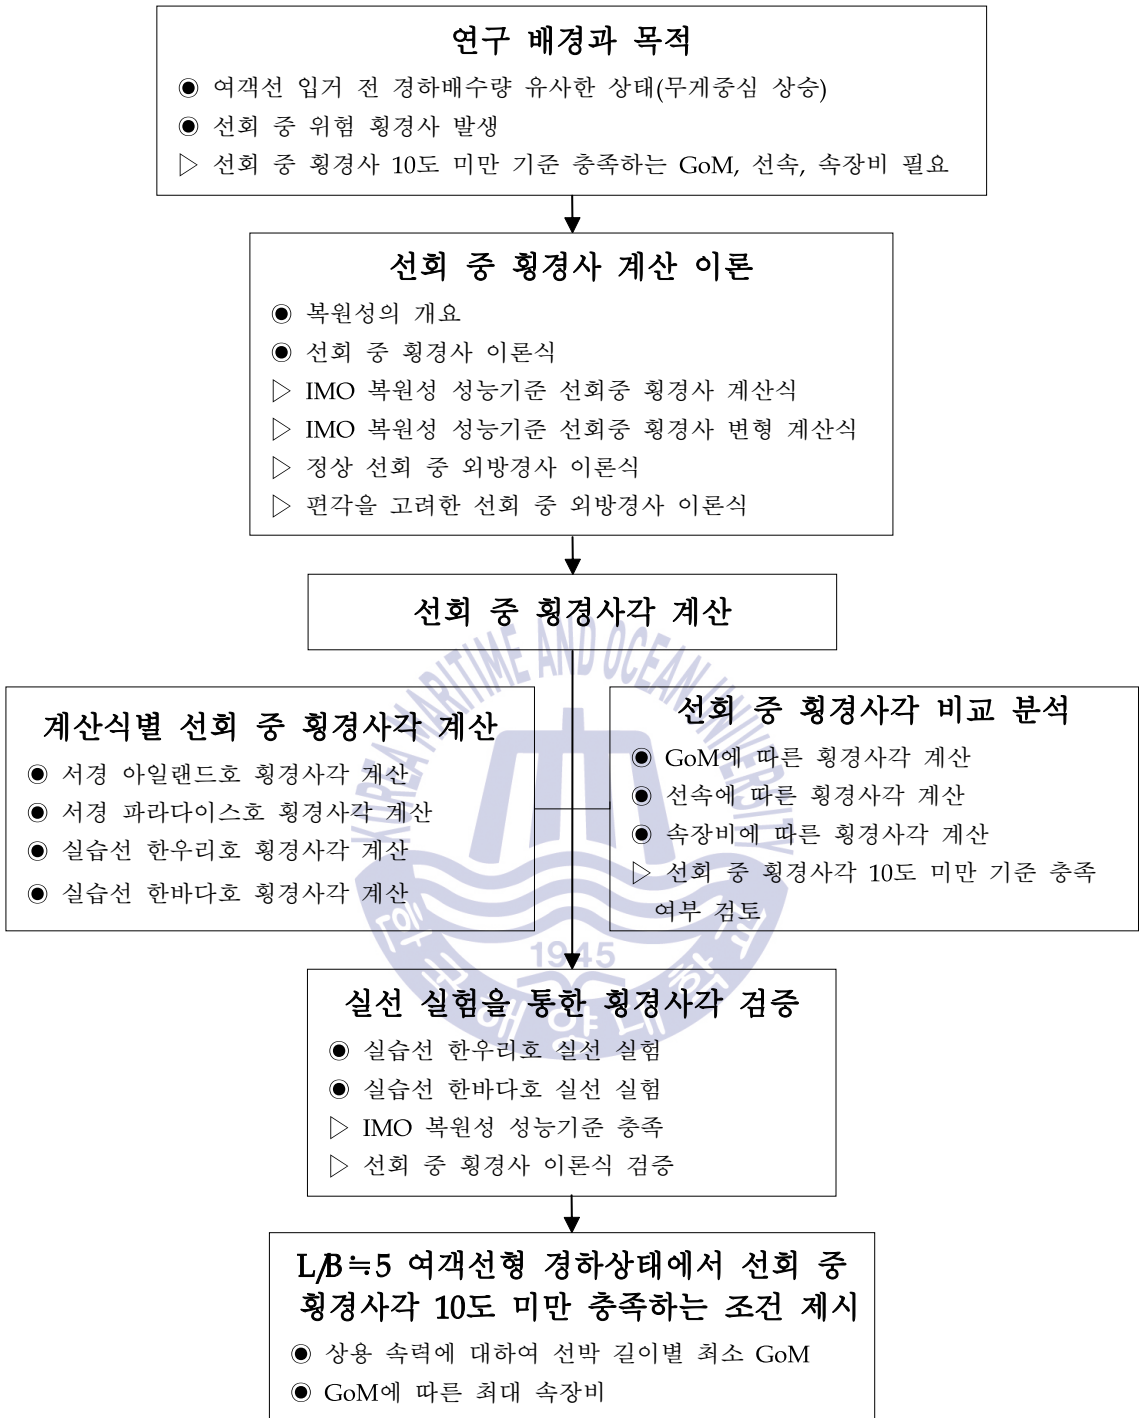 연구 배경과 목적
◉ 여객선 입거 전 경하배수량 유사한 상태(무게중심 상승)
◉ 선회 중 위험 횡경사 발생
▷ 선회 중 횡경사 10도 미만 기준 충족하는 GoM, 선속, 속장비 필요
선회 중 횡경사 계산 이론
◉ 복원성의 개요
◉ 선회 중 횡경사 이론식
▷ IMO 복원성 성능기준 선회중 횡경사 계산식
▷ IMO 복원성 성능기준 선회중 횡경사 변형 계산식
▷ 정상 선회 중 외방경사 이론식
▷ 편각을 고려한 선회 중 외방경사 이론식
선회 중 횡경사각 계산
계산식별 선회 중 횡경사각 계산
◉ 서경 아일랜드호 횡경사각 계산
◉ 서경 파라다이스호 횡경사각 계산
◉ 실습선 한우리호 횡경사각 계산
◉ 실습선 한바다호 횡경사각 계산
선회 중 횡경사각 비교 분석
◉ GoM에 따른 횡경사각 계산
◉ 선속에 따른 횡경사각 계산
◉ 속장비에 따른 횡경사각 계산
▷ 선회 중 횡경사각 10도 미만 기준 충족
여부 검토
실선 실험을 통한 횡경사각 검증
◉ 실습선 한우리호 실선 실험
◉ 실습선 한바다호 실선 실험
▷ IMO 복원성 성능기준 충족
▷ 선회 중 횡경사 이론식 검증
L/B≒5 여객선형 경하상태에서 선회 중
횡경사각 10도 미만 충족하는 조건 제시
◉ 상용 속력에 대하여 선박 길이별 최소 GoM
◉ GoM에 따른 최대 속장비
KOREA MARITIME AND OCEAN UNIVERSITY
1945
한국해양대학교